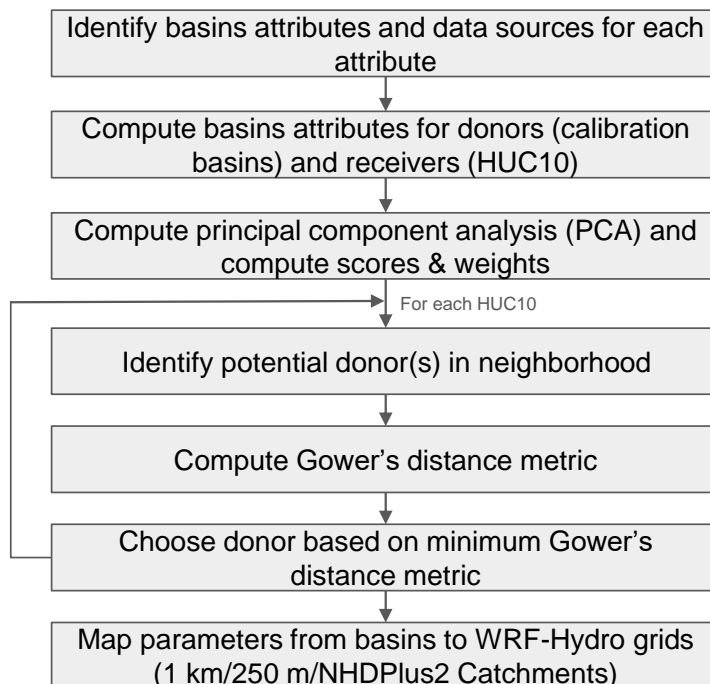 Identify basins attributes and data sources for each
attribute
Compute basins attributes for donors (calibration
basins) and receivers (HUC10)
Compute principal component analysis (PCA) and
compute scores & weights
For each HUC10
Identify potential donor(s) in neighborhood
Compute Gower's distance metric
Choose donor based on minimum Gower's
distance metric
Map parameters from basins to WRF-Hydro grids
(1 km/250 m/NHDPlus2 Catchments)